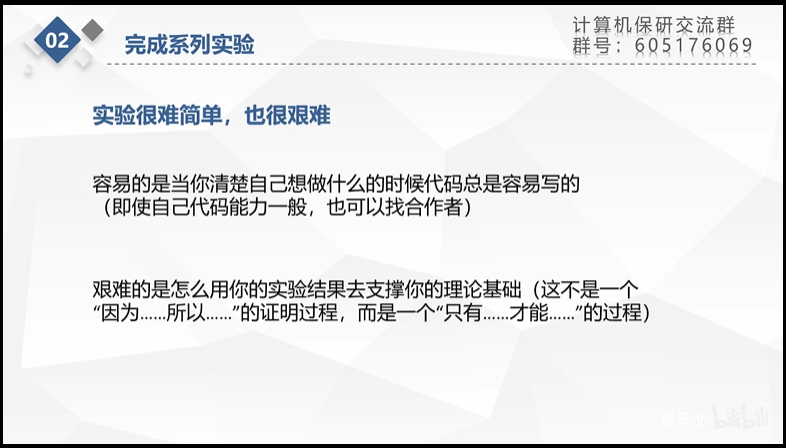 计算机保研交流群
群号：605176069
02
完成系列实验
实验很难简单，也很艰难
容易的是当你清楚自己想做什么的时候代码总是容易写的
（即使自己代码能力一般，也可以找合作者）
艰难的是怎么用你的实验结果去支撑你的理论基础（这不是一个
“因为……所以……”的证明过程，而是一个“只有……才能……”的过程）
bilibili